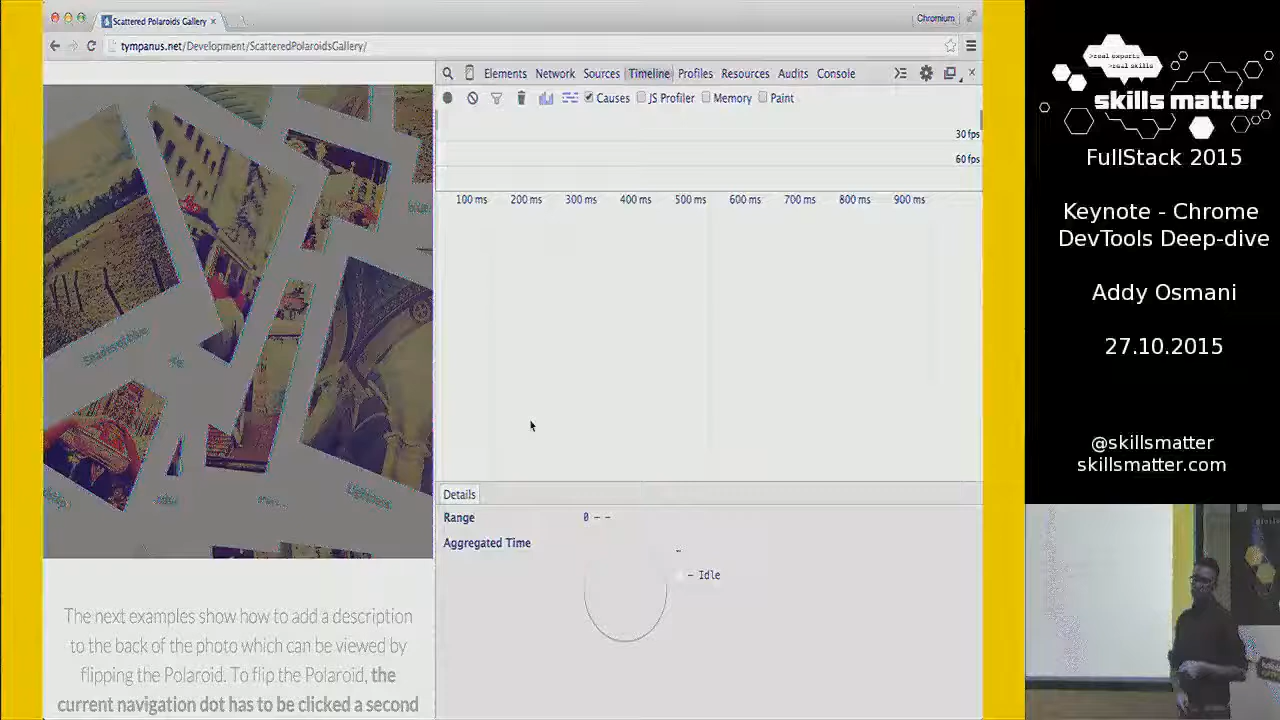 Scattered Polaroids Gallery
Chromium
tympanus.net/Development/ScatteredPolaroidsGallery/
Elements Network Sources Timeline Profiles Resources Audits Console
Causes JS Profiler Memory Paint
30 fps
60 fps
100 ms 200 ms 300 ms 400 ms 500 ms 600 ms 700 ms 800 ms 900 ms
Details
Range 0 – –
Aggregated Time
– Idle
The next examples show how to add a description
to the back of the photo which can be viewed by
flipping the Polaroid. To flip the Polaroid, the
current navigation dot has to be clicked a second
>real experts
>real skills
skills matter
FullStack 2015
Keynote - Chrome
DevTools Deep-dive
Addy Osmani
27.10.2015
@skillsmatter
skillsmatter.com